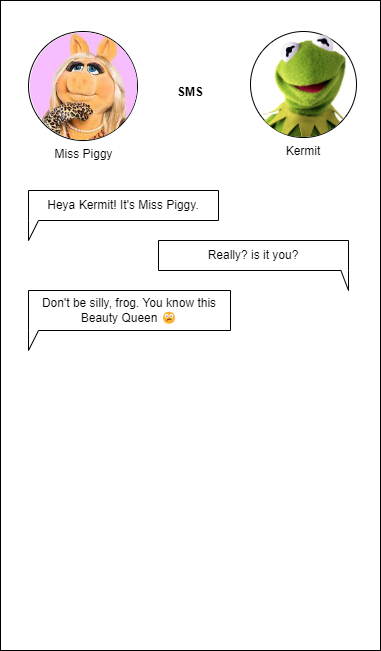 SMS
Miss Piggy
Kermit
Heya Kermit! It's Miss Piggy.
Really? is it you?
Don't be silly, frog. You know this
Beauty Queen 😩